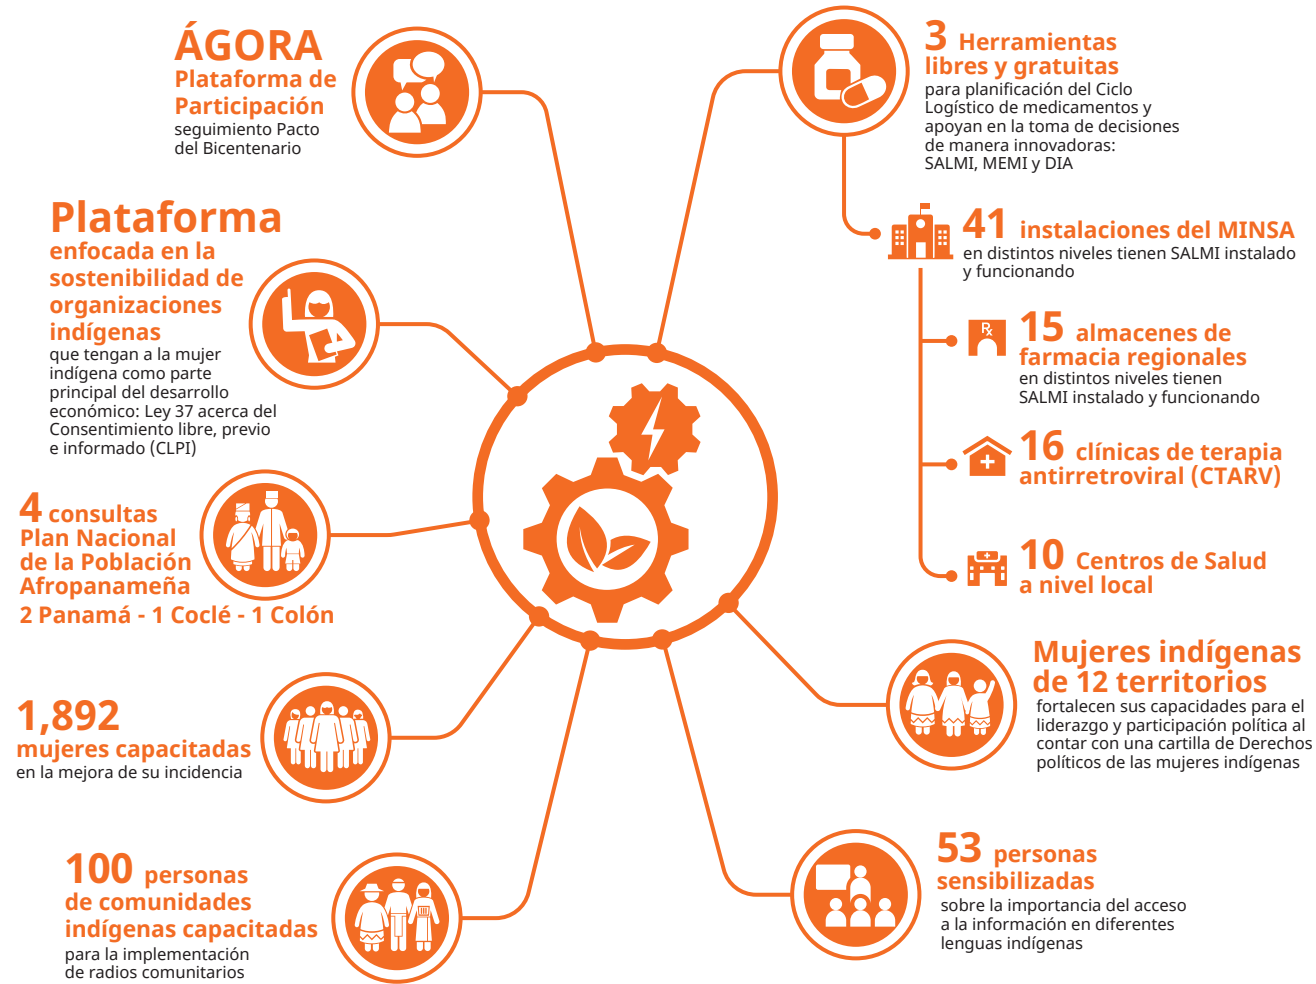 ÁGORA
Plataforma de
Participación
seguimiento Pacto
del Bicentenario
Plataforma
enfocada en la
sostenibilidad de
organizaciones
indígenas
que tengan a la mujer
indígena como parte
principal del desarrollo
económico: Ley 37 acerca del
Consentimiento libre, previo
e informado (CLPI)
4 consultas
Plan Nacional
de la Población
Afropanameña
2 Panamá - 1 Coclé - 1 Colón
1,892
mujeres capacitadas
en la mejora de su incidencia
100 personas
de comunidades
indígenas capacitadas
para la implementación
de radios comunitarios
3 Herramientas
libres y gratuitas
para planificación del Ciclo
Logístico de medicamentos y
apoyan en la toma de decisiones
de manera innovadoras:
SALMI, MEMI y DIA
41 instalaciones del MINSA
en distintos niveles tienen SALMI instalado
y funcionando
Rx
15 almacenes de
farmacia regionales
en distintos niveles tienen
SALMI instalado y funcionando
16 clínicas de terapia
antirretroviral (CTARV)
10 Centros de Salud
a nivel local
Mujeres indígenas
de 12 territorios
fortalecen sus capacidades para el
liderazgo y participación política al
contar con una cartilla de Derechos
políticos de las mujeres indígenas
53 personas
sensibilizadas
sobre la importancia del acceso
a la información en diferentes
lenguas indígenas